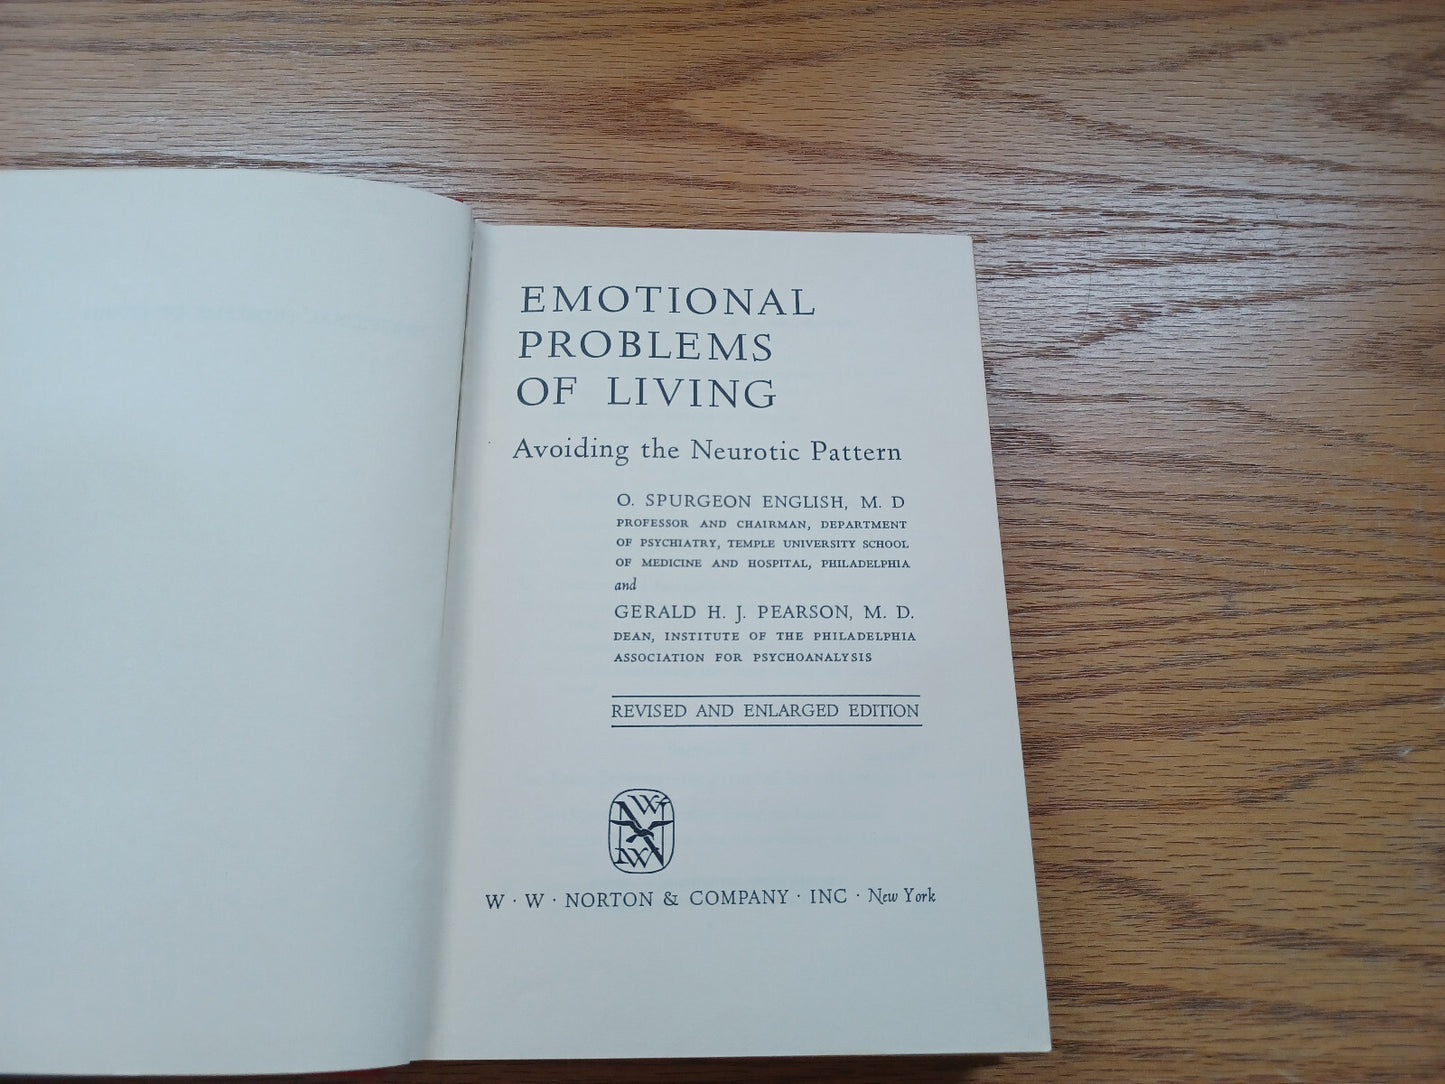 EMOTIONAL
PROBLEMS
OF LIVING
Avoiding the Neurotic Pattern
O. SPURGEON ENGLISH, M. D
PROFESSOR AND CHAIRMAN, DEPARTMENT
OF PSYCHIATRY, TEMPLE UNIVERSITY SCHOOL
OF MEDICINE AND HOSPITAL, PHILADELPHIA
and
GERALD H. J. PEARSON, M. D.
DEAN, INSTITUTE OF THE PHILADELPHIA
ASSOCIATION FOR PSYCHOANALYSIS
REVISED AND ENLARGED EDITION
W · W · NORTON & COMPANY · INC · New York